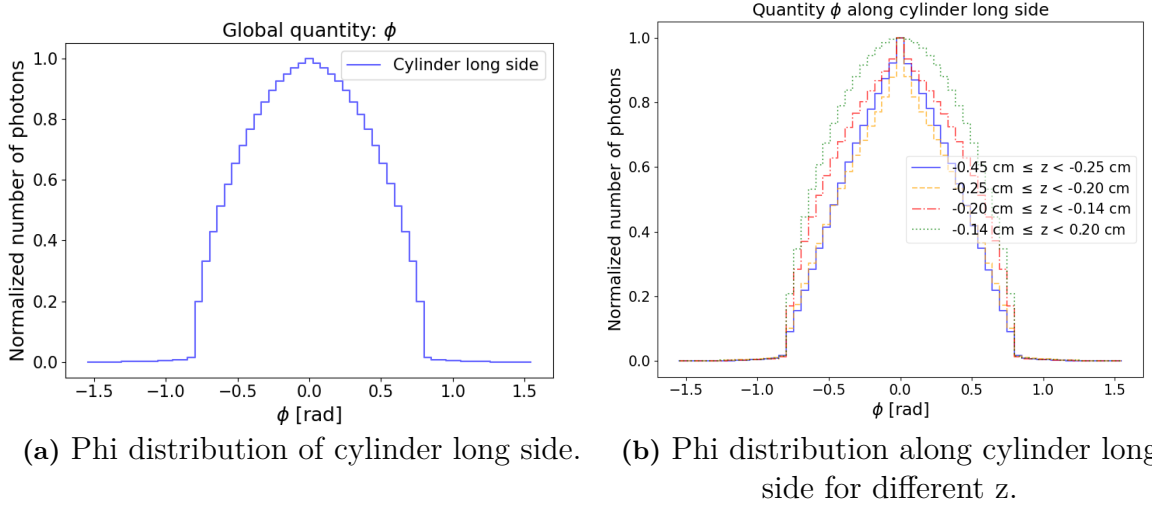 Global quantity: ϕ
Cylinder long side
Normalized number of photons
1.0
0.8
0.6
0.4
0.2
0.0
−1.5 −1.0 −0.5 0.0 0.5 1.0 1.5
ϕ [rad]
(a) Phi distribution of cylinder long side.
Quantity ϕ along cylinder long side
Normalized number of photons
1.0
0.8
0.6
0.4
0.2
0.0
-0.45 cm ≤ z < -0.25 cm
-0.25 cm ≤ z < -0.20 cm
-0.20 cm ≤ z < -0.14 cm
-0.14 cm ≤ z < 0.20 cm
−1.5 −1.0 −0.5 0.0 0.5 1.0 1.5
ϕ [rad]
(b) Phi distribution along cylinder long
side for different z.